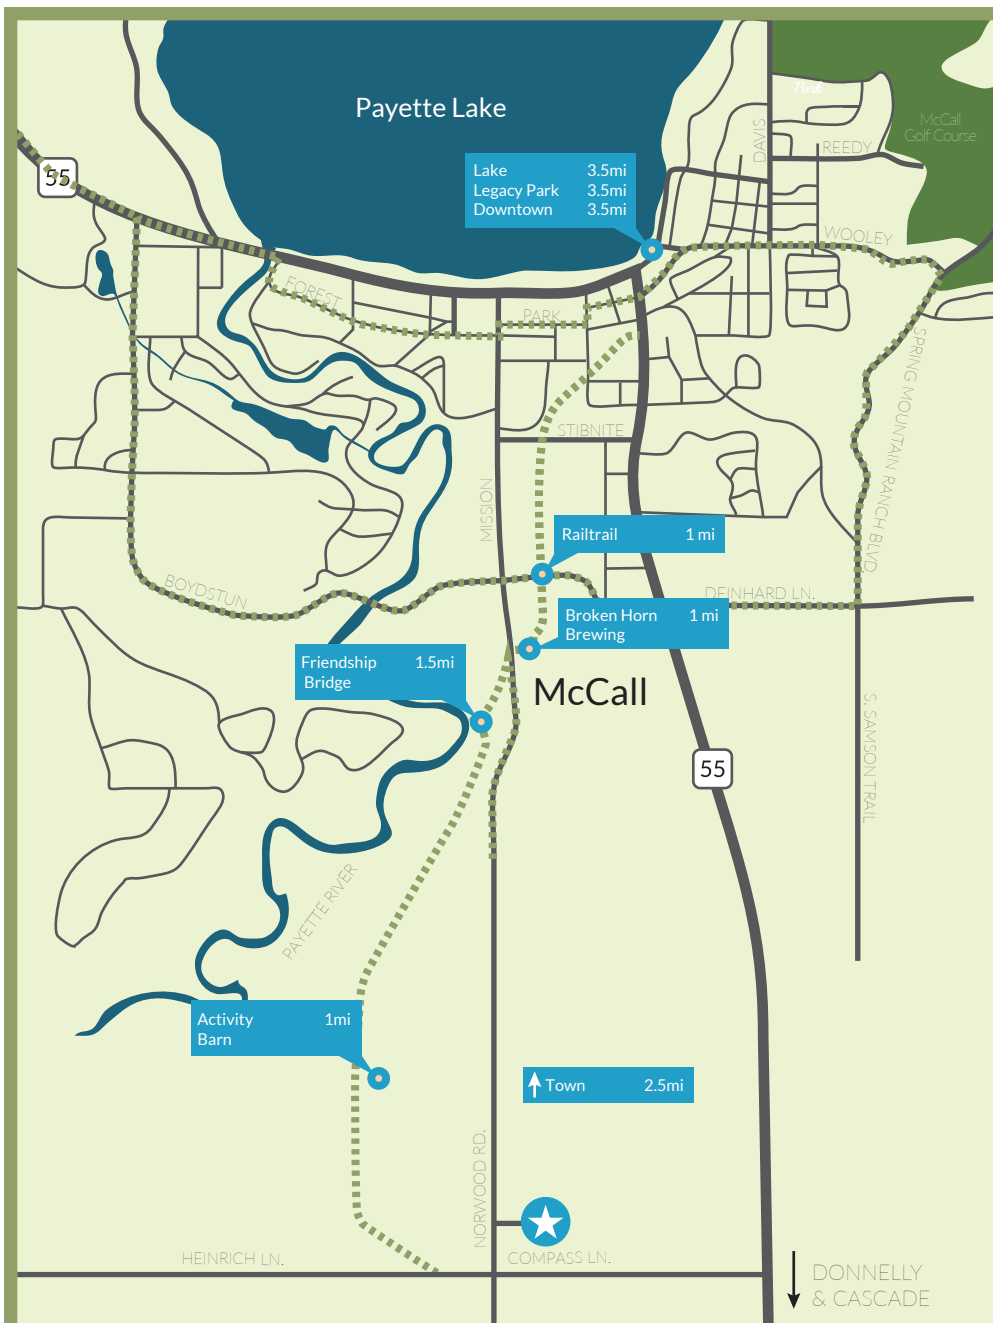 Payette Lake
Park
McCall
Golf Course
DAVIS
REEDY
55
Lake 3.5mi
Legacy Park 3.5mi
Downtown 3.5mi
WOOLEY
FOREST
PARK
SPRING MOUNTAIN RANCH BLVD.
STIBNITE
MISSION
Railtrail 1 mi
BOYDSTUN
DEINHARD LN.
Broken Horn 1 mi
Brewing
Friendship 1.5mi
Bridge
McCall
S. SAMSON TRAIL
55
PAYETTE RIVER
Activity 1mi
Barn
Town 2.5mi
NORWOOD RD.
HEINRICH LN.
COMPASS LN.
DONNELLY
& CASCADE